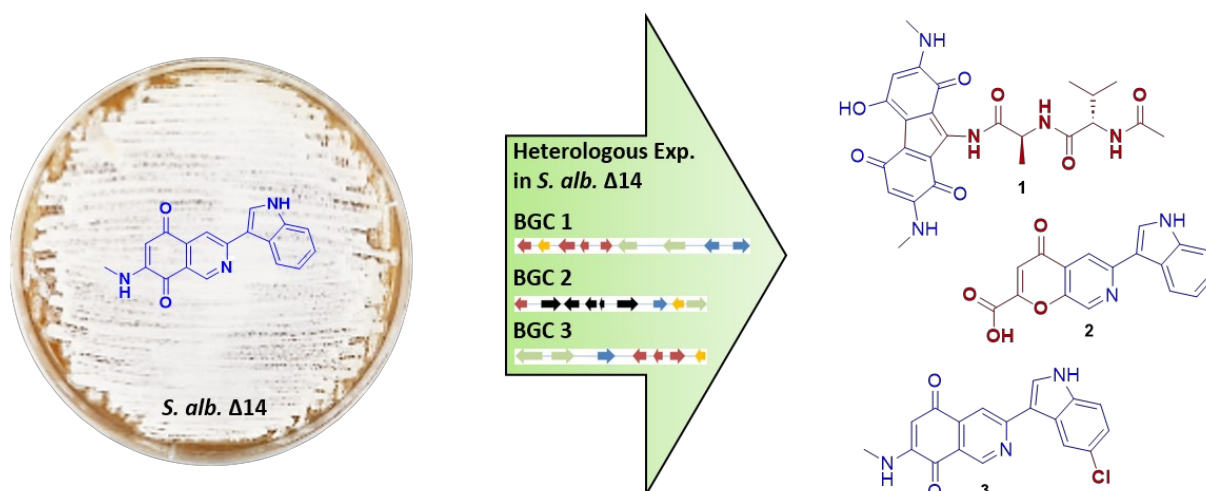 O
NH
N
N
H
O
S. alb. Δ14
Heterologous Exp.
in S. alb. Δ14
BGC 1
BGC 2
BGC 3
NH
O
HO
O
O
NH
O
H
N
O
H
N
N
H
O
O
NH
1
O
NH
N
O
O
OH
2
O
NH
N
N
H
O
Cl
3